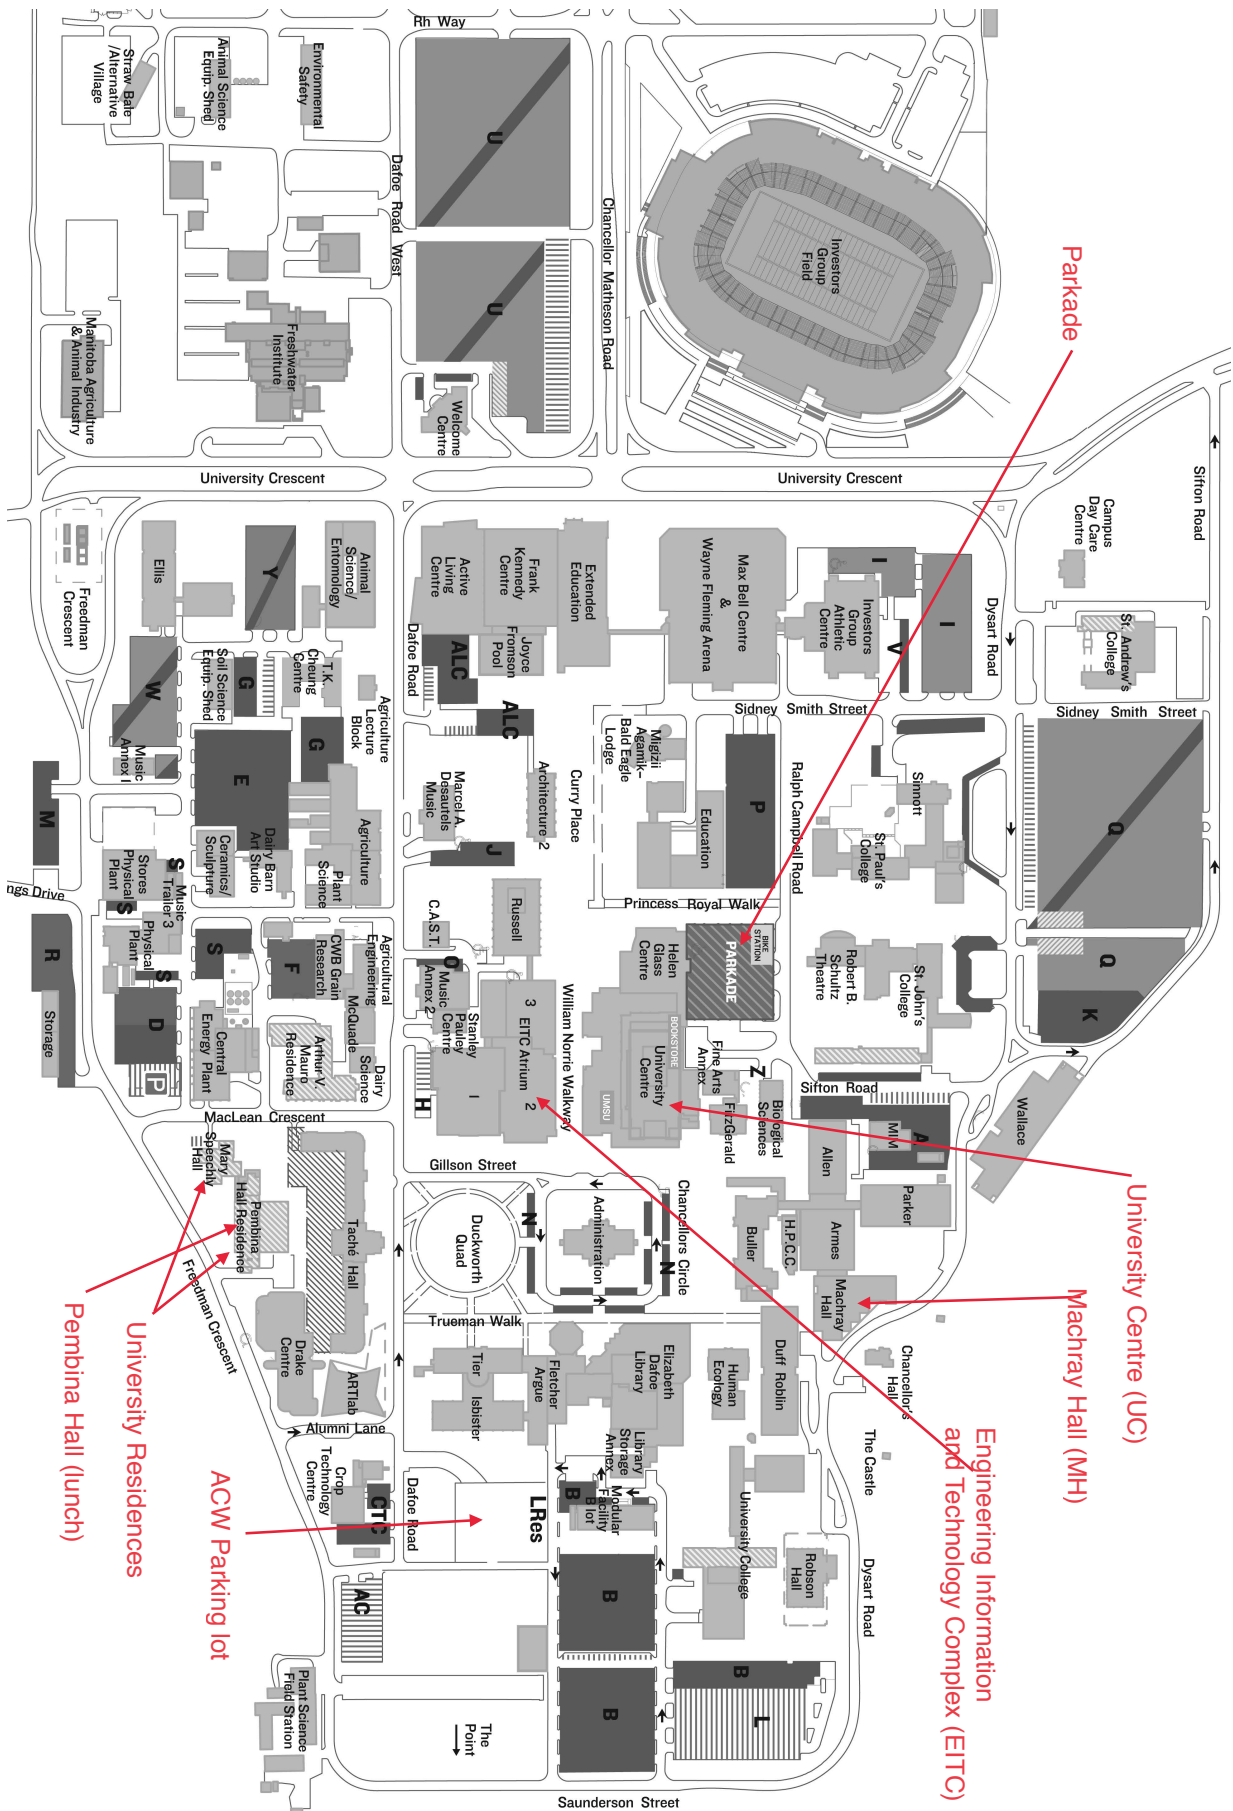 Rh Way
Straw Bale
/Alternative
Village
Animal Science
Equip. Shed
Environmental
Safety
U
Dafoe Road West
Chancellor Matheson Road
Investors
Group
Field
Parkade
U
Freshwater
Institute
Manitoba Agriculture
& Animal Industry
Welcome
Centre
University Crescent
University Crescent
Sifton Road
Campus
Day Care
Centre
Freedman
Crescent
Ellis
Y
Animal
Science/
Entomology
Active
Living
Centre
Frank
Kennedy
Centre
Extended
Education
Max Bell Centre
&
Wayne Fleming Arena
I
Investors
Group
Athletic
Centre
V
I
Dysart Road
St. Andrew's
College
Joyce
Fromson
Pool
ALC
Dafoe Road
W
Soil Science
Equip. Shed
G
T.K.
Cheung
Centre
Agriculture
Lecture
Block
G
ALC
Sidney Smith Street
Sidney Smith Street
Migizii
Agamik–
Bald Eagle
Lodge
Curry Place
Architecture 2
Marcel A.
Desautels
Music
J
Music
Annex I
M
E
Agriculture
Dairy Barn
Art Studio
Ceramics/
Sculpture
Plant
Science
P
Education
Ralph Campbell Road
Sinnott
St. Paul's
College
Q
Stores
Physical
Plant
S
Music
Trailer 3
S
Physical
Plant
S
ngs Drive
R
Storage
Princess Royal Walk
C.A.S.T.
Russell
BIKE
STATION
PARKADE
Helen
Glass
Centre
Robert B.
Schultz
Theatre
St. John's
College
Q
K
S
F
CWB Grain
Research
Agricultural
Engineering
McQuade
O
Music
Annex 2
Stanley
Pauley
Centre
3
EITC Atrium
2
1
William Norrie Walkway
BOOKSTORE
University
Centre
UMSU
Fine Arts
Annex
Z
FitzGerald
Biological
Sciences
D
P
Central
Energy Plant
Arthur V.
Mauro
Residence
Dairy
Science
H
MacLean Crescent
Sifton Road
Wallace
A
MIM
Allen
Parker
Mary
Speechly
Hall
Pembina
Hall Residence
Taché Hall
Gillson Street
Duckworth
Quad
N
Administration
N
Chancellors Circle
Buller
H.P.C.C.
Armes
Machray
Hall
University Centre (UC)
Machray Hall (MH)
Freedman Crescent
Pembina Hall (lunch)
University Residences
Drake
Centre
ARTlab
Trueman Walk
Tier
Isbister
Fletcher
Argue
Elizabeth
Dafoe
Library
Human
Ecology
Duff Roblin
Chancellor's
Hall
The Castle
Alumni Lane
Library
Storage
Annex
Crop
Technology
Centre
CTC
Dafoe Road
ACW Parking lot
LRes
B
Modular
Facility
B lot
University College
Robson
Hall
Dysart Road
Engineering Information
and Technology Complex (EITC)
AC
B
B
B
L
Plant Science
Field Station
The
Point
Saunderson Street